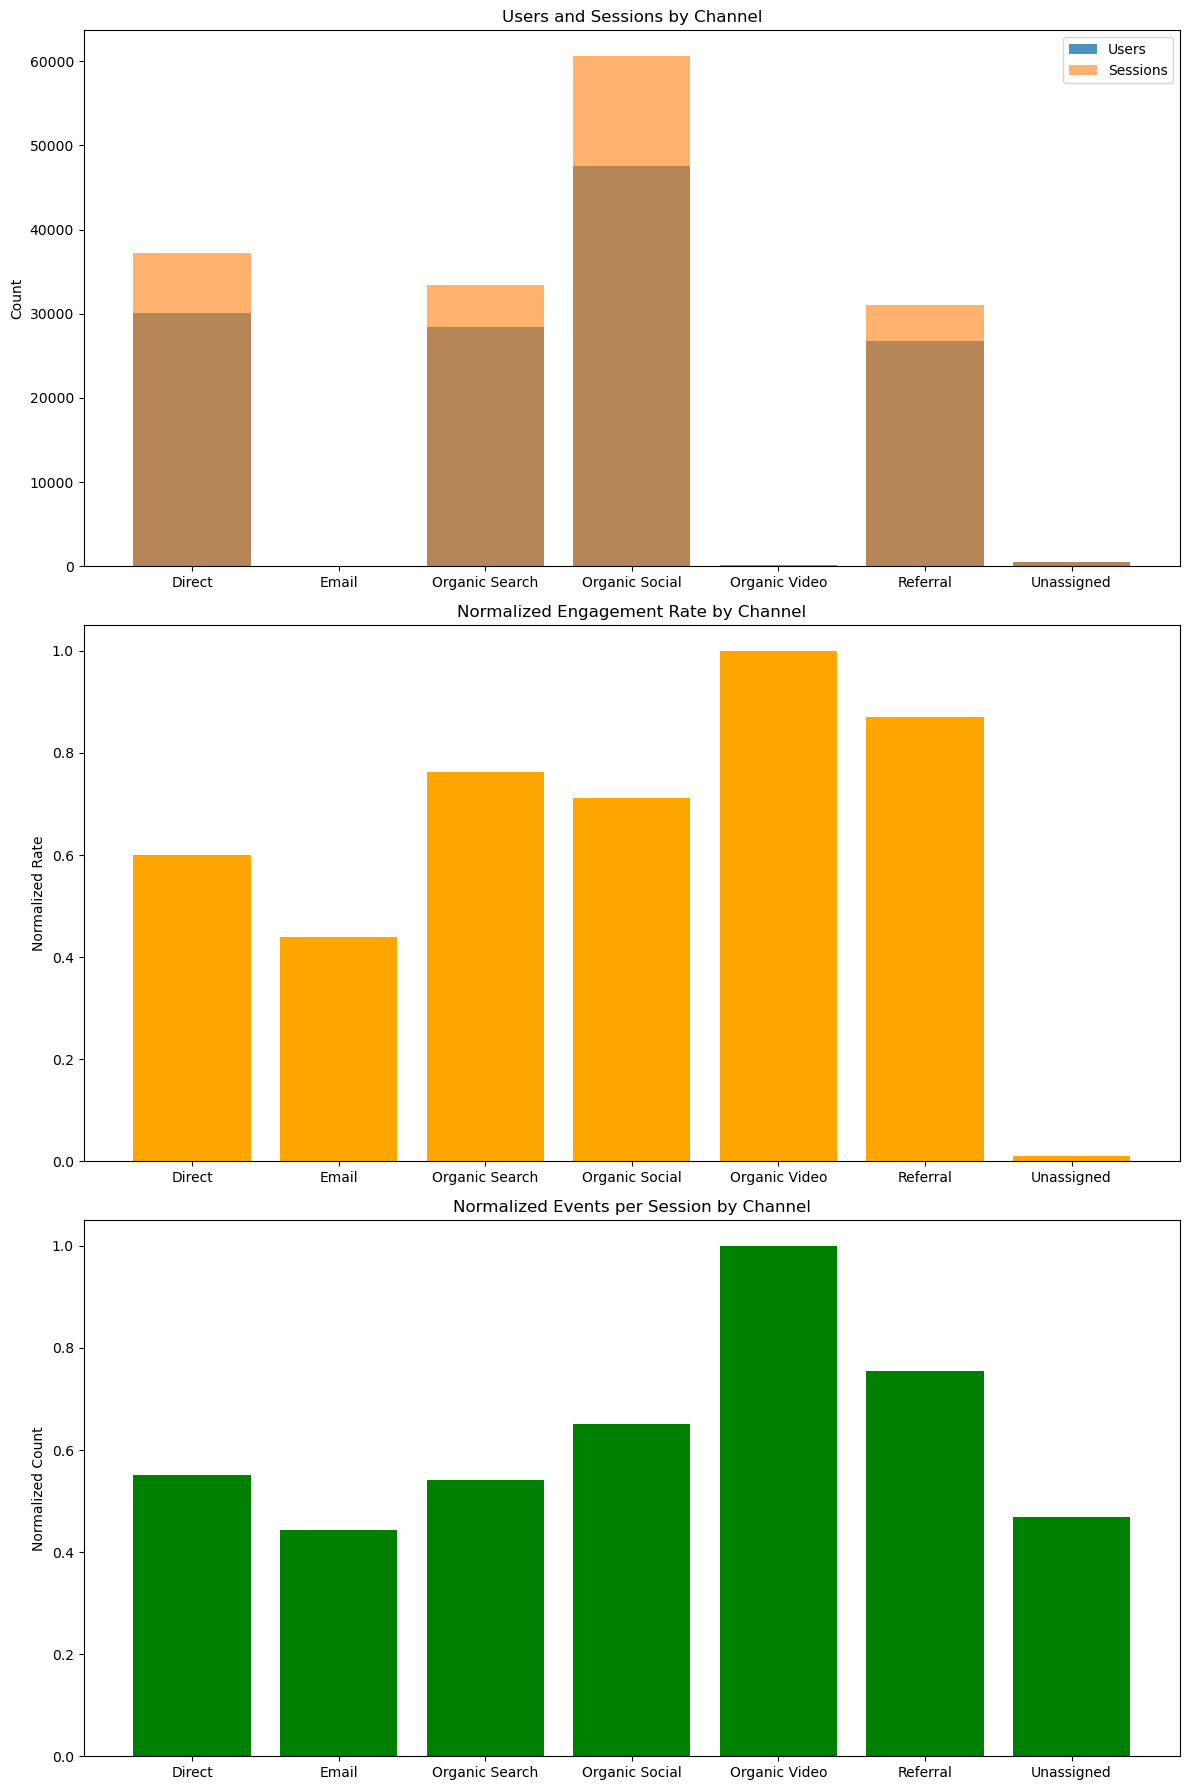 Users and Sessions by Channel
Users
Sessions
Count
60000
50000
40000
30000
20000
10000
0
Direct Email Organic Search Organic Social Organic Video Referral Unassigned
Normalized Engagement Rate by Channel
Normalized Rate
1.0
0.8
0.6
0.4
0.2
0.0
Direct Email Organic Search Organic Social Organic Video Referral Unassigned
Normalized Events per Session by Channel
Normalized Count
1.0
0.8
0.6
0.4
0.2
0.0
Direct Email Organic Search Organic Social Organic Video Referral Unassigned